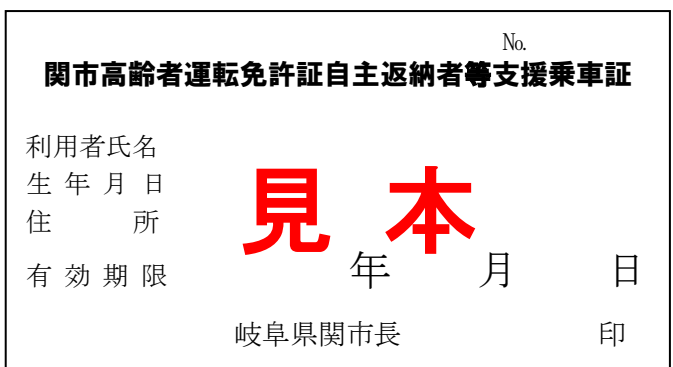 №
関市高齢者運転免許証自主返納者等支援乗車証
利用者氏名
生年月日
住所
見本
有効期限 年 月 日
岐阜県関市長 印